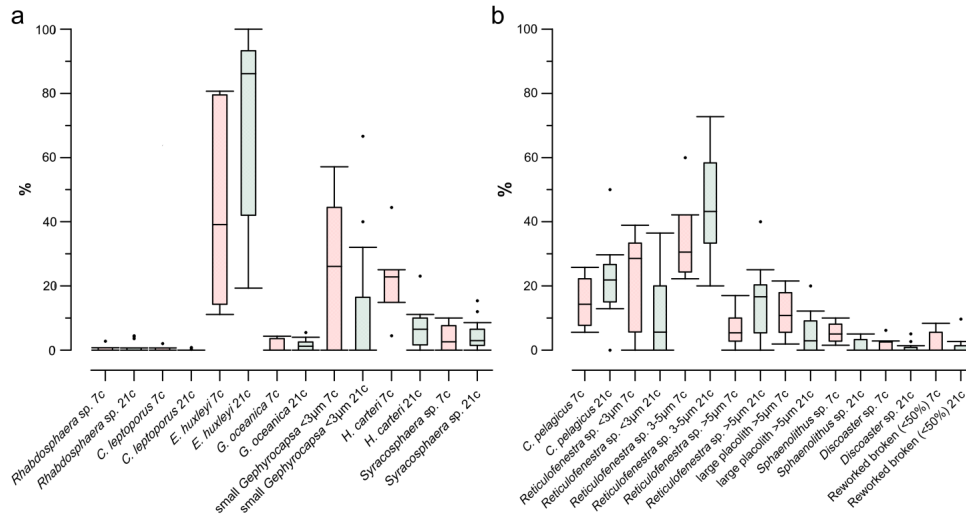 a
100
80
60
40
20
0
%
Rhabdosphaera sp. 7c
Rhabdosphaera sp. 21c
C. leptoporus 7c
C. leptoporus 21c
E. huxleyi 7c
E. huxleyi 21c
G. oceanica 7c
G. oceanica 21c
small Gephyrocapsa <3µm 7c
small Gephyrocapsa <3µm 21c
H. carteri 7c
H. carteri 21c
Syracosphaera sp. 7c
Syracosphaera sp. 21c
b
100
80
60
40
20
0
%
C. pelagicus 7c
C. pelagicus 21c
Reticulofenestra sp. <3µm 7c
Reticulofenestra sp. <3µm 21c
Reticulofenestra sp. 3-5µm 7c
Reticulofenestra sp. 3-5µm 21c
Reticulofenestra sp. >5µm 7c
Reticulofenestra sp. >5µm 21c
large placolith >5µm 7c
large placolith >5µm 21c
Sphenolithus sp. 7c
Sphenolithus sp. 21c
Discoaster sp. 7c
Discoaster sp. 21c
Reworked broken (<50%) 7c
Reworked broken (<50%) 21c